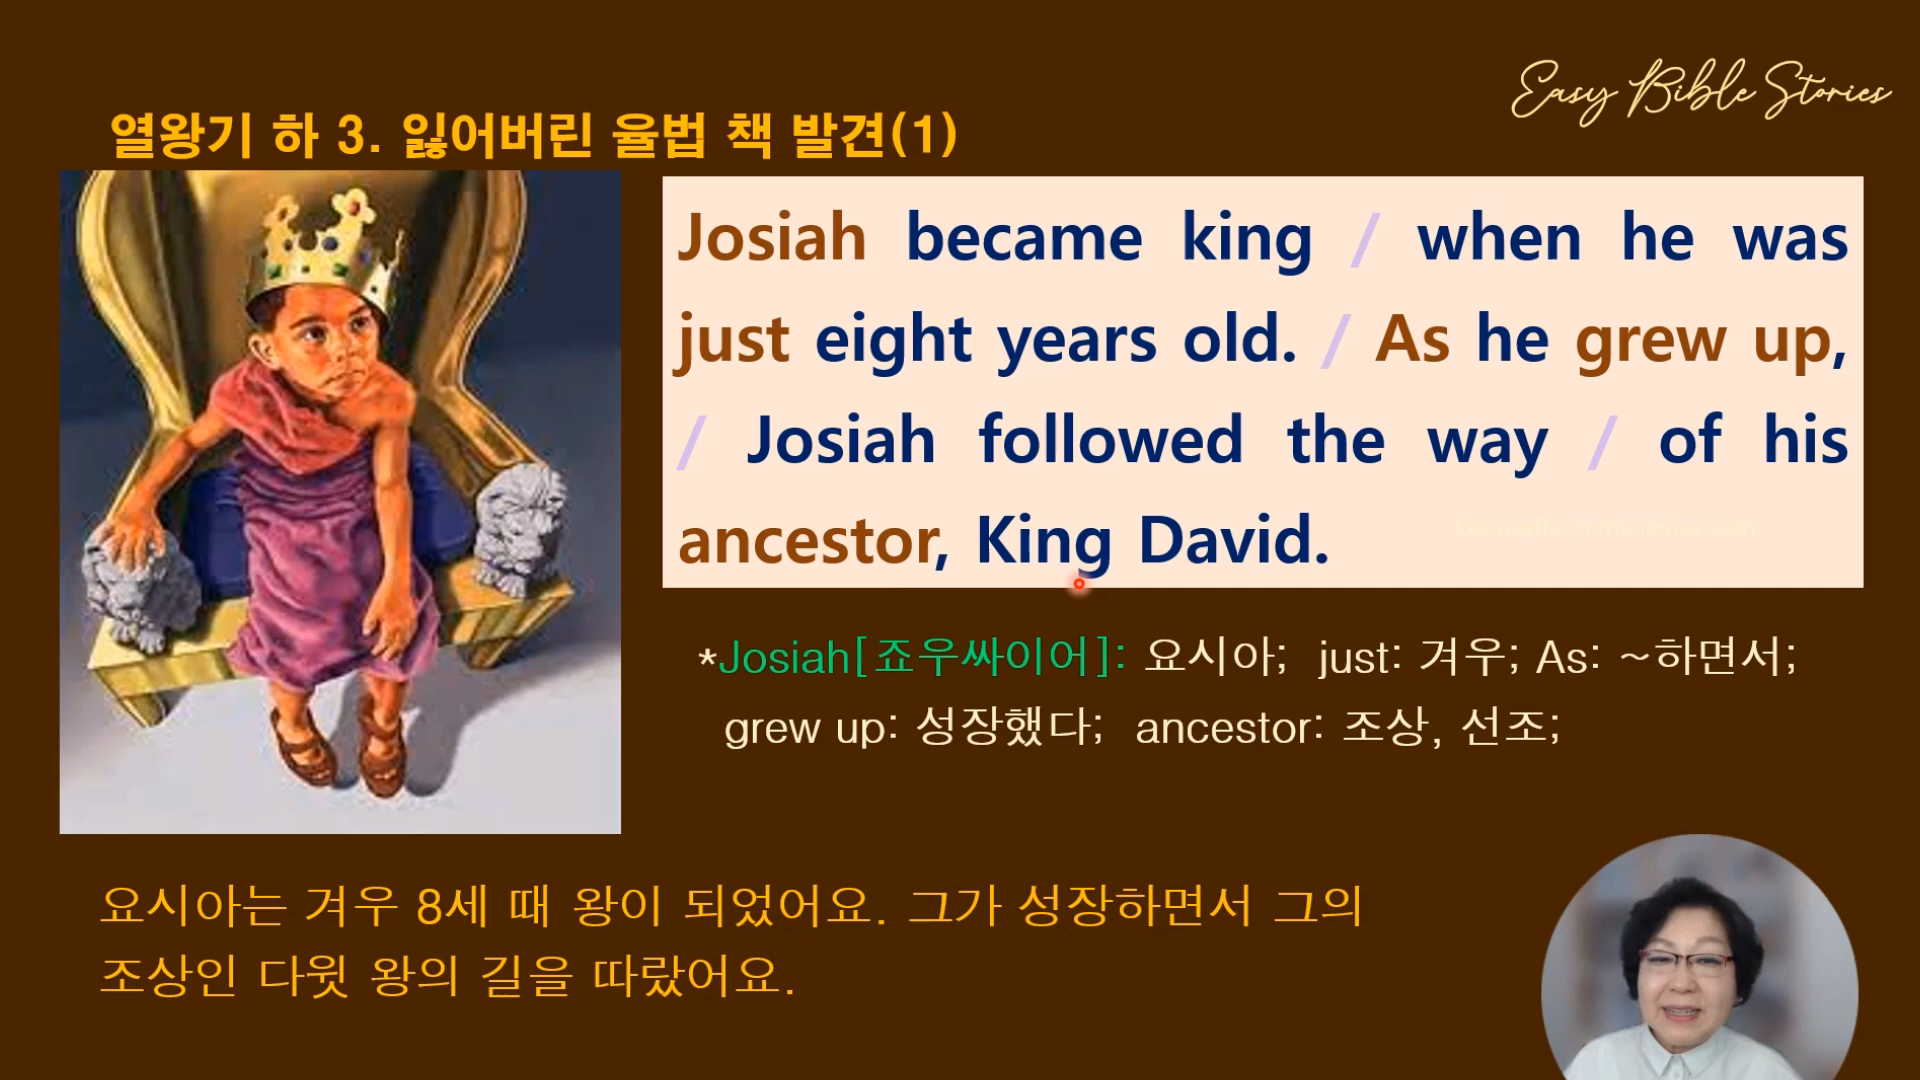 Easy Bible Stories
열왕기 하 3. 잃어버린 율법 책 발견(1)
Josiah became king / when he was
just eight years old. / As he grew up,
/ Josiah followed the way / of his
ancestor, King David.
*Josiah[죠우싸이어]: 요시아; just: 겨우; As: ~하면서;
grew up: 성장했다; ancestor: 조상, 선조;
요시아는 겨우 8세 때 왕이 되었어요. 그가 성장하면서 그의
조상인 다윗 왕의 길을 따랐어요.